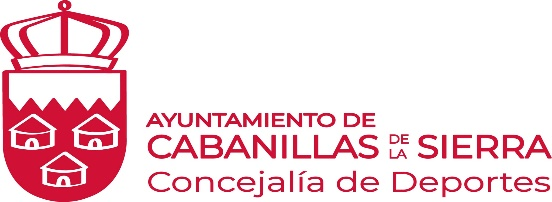 AYUNTAMIENTO DE
CABANILLAS DE LA SIERRA
Concejalía de Deportes